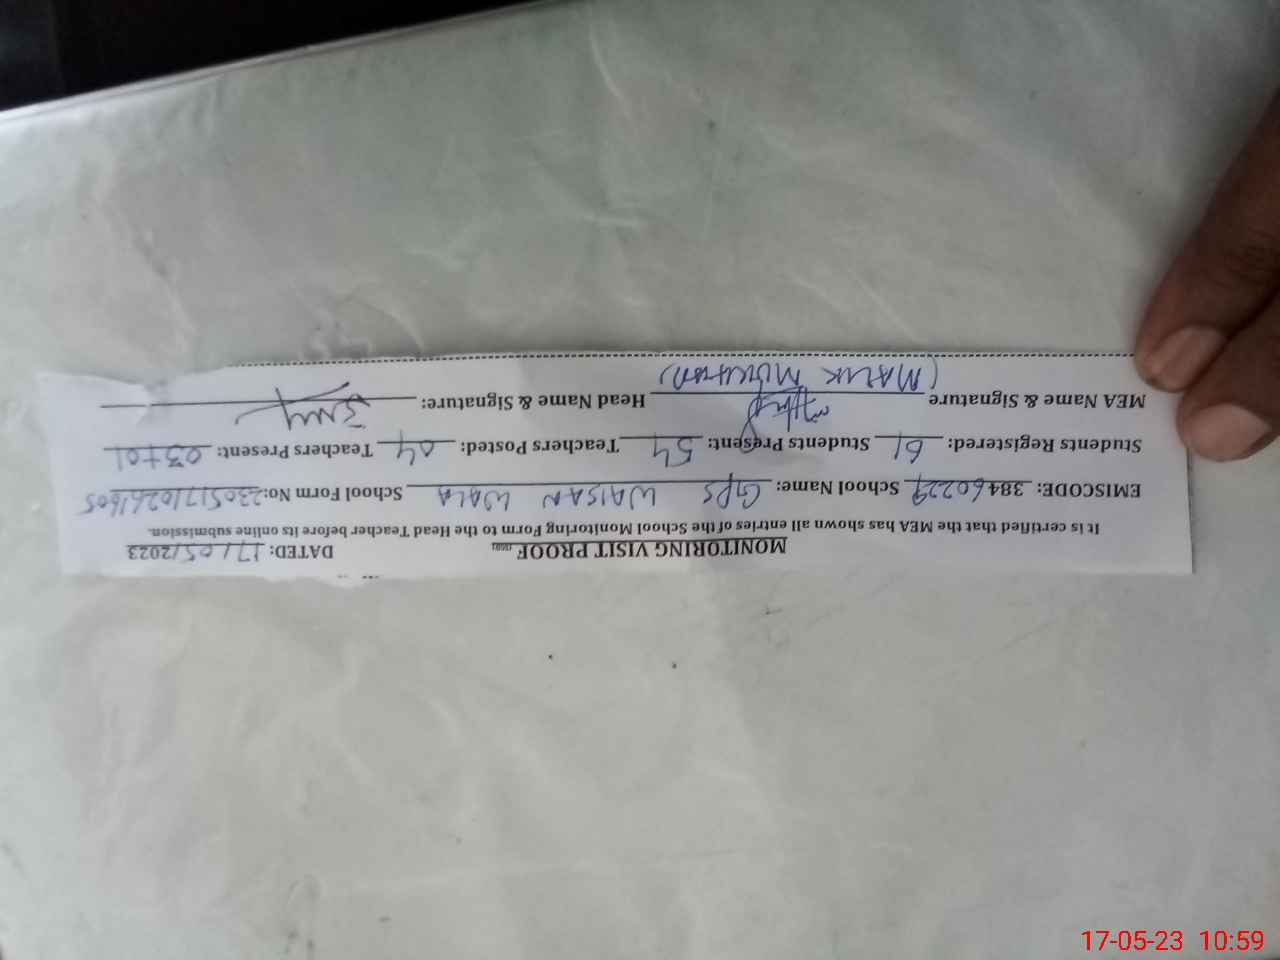 MONITORING VISIT PROOF DATED: 17/05/2023
It is certified that the MEA has shown all entries of the School Monitoring Form to the Head Teacher before its online submission.
EMISCODE: 38460229 School Name: GPS WAISAN WALA School Form No: 23051710261605
Students Registered: 61 Students Present: 54 Teachers Posted: 04 Teachers Present: 03+01
MEA Name & Signature Head Name & Signature:
(MALIK
17-05-23 10:59